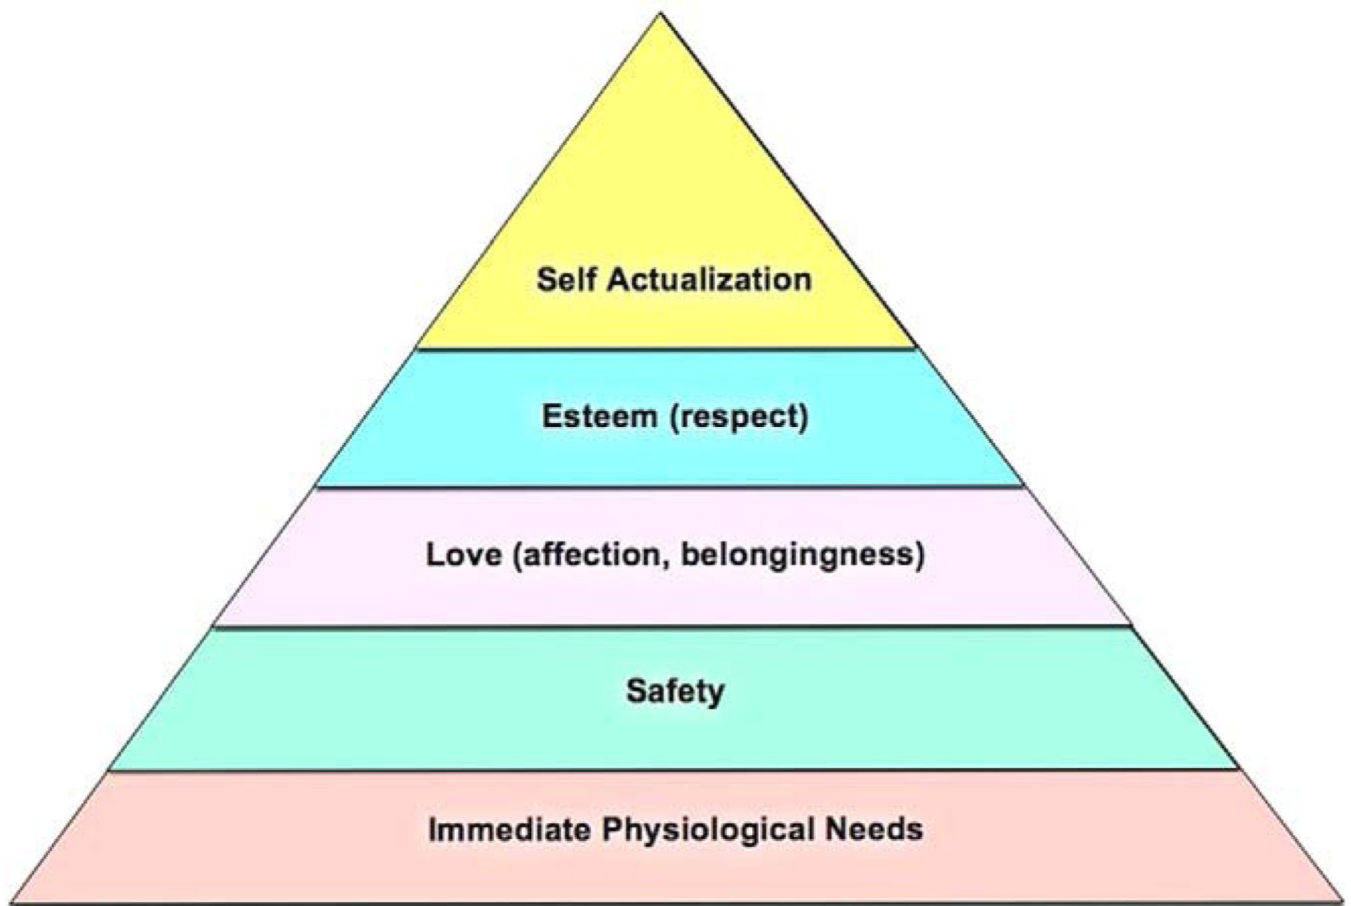 Self Actualization
Esteem (respect)
Love (affection, belongingness)
Safety
Immediate Physiological Needs